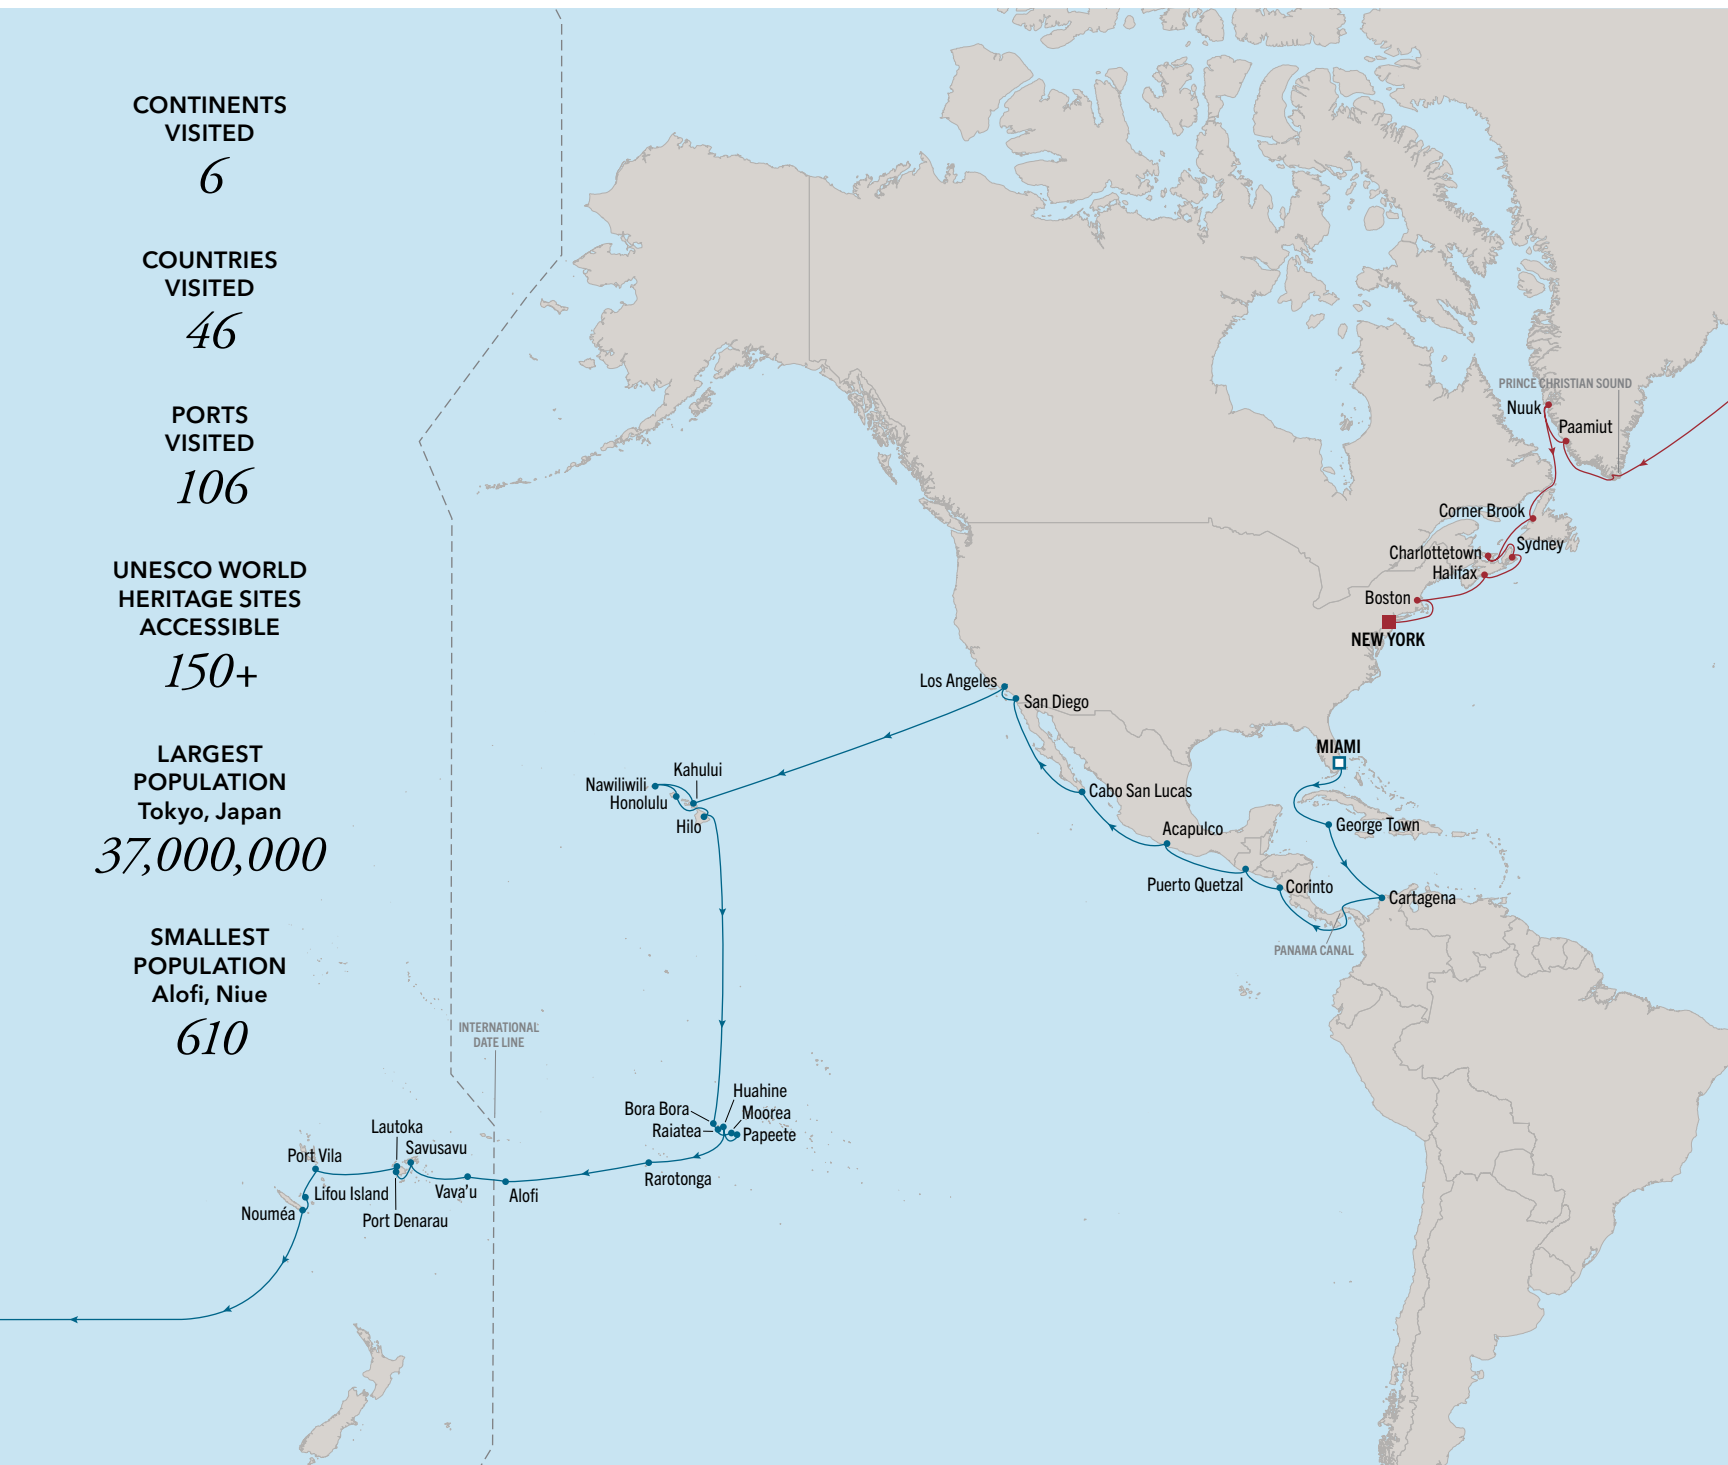 CONTINENTS
VISITED
6
COUNTRIES
VISITED
46
PORTS
VISITED
106
UNESCO WORLD
HERITAGE SITES
ACCESSIBLE
150+
LARGEST
POPULATION
Tokyo, Japan
37,000,000
SMALLEST
POPULATION
Alofi, Niue
610
PRINCE CHRISTIAN SOUND
Nuuk
Paamiut
Corner Brook
Sydney
Charlottetown
Halifax
Boston
NEW YORK
Los Angeles
San Diego
MIAMI
Kahului
Nawiliwili
Honolulu
Hilo
Cabo San Lucas
Acapulco
George Town
Puerto Quetzal
Corinto
Cartagena
PANAMA CANAL
INTERNATIONAL
DATE LINE
Huahine
Bora Bora
Moorea
Raiatea
Papeete
Lautoka
Savusavu
Port Vila
Rarotonga
Vava'u
Alofi
Lifou Island
Nouméa
Port Denarau